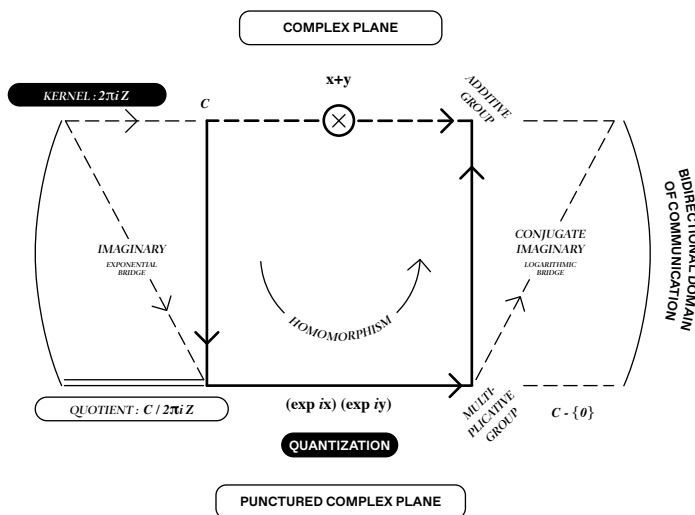 COMPLEX PLANE
x+y
KERNEL : 2πi Z
C
ADDITIVE
GROUP
BIDIRECTIONAL DOMAIN
OF COMMUNICATION
IMAGINARY
EXPONENTIAL
BRIDGE
CONJUGATE
IMAGINARY
LOGARITHMIC
BRIDGE
HOMOMORPHISM
QUOTIENT : C / 2πi Z
(exp ix) (exp iy)
MULTI-
PLICATIVE
GROUP
C - {0}
QUANTIZATION
PUNCTURED COMPLEX PLANE